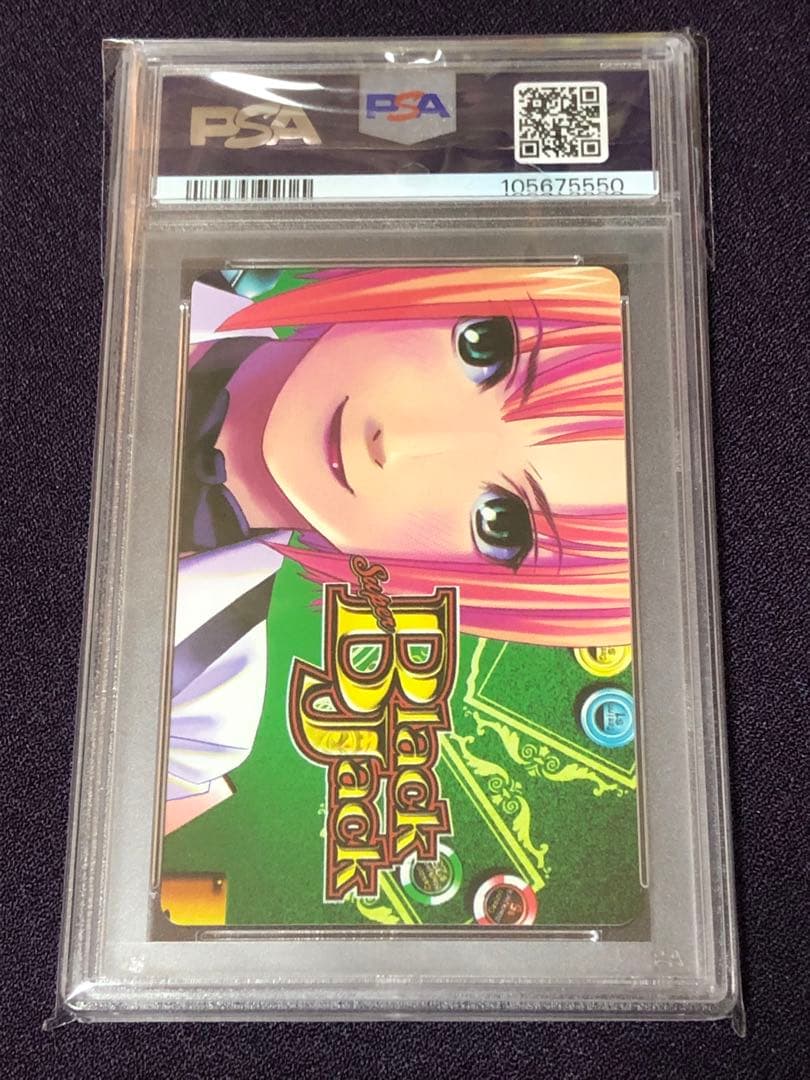 PSA
PSA
105675550
Super
Black
Jack